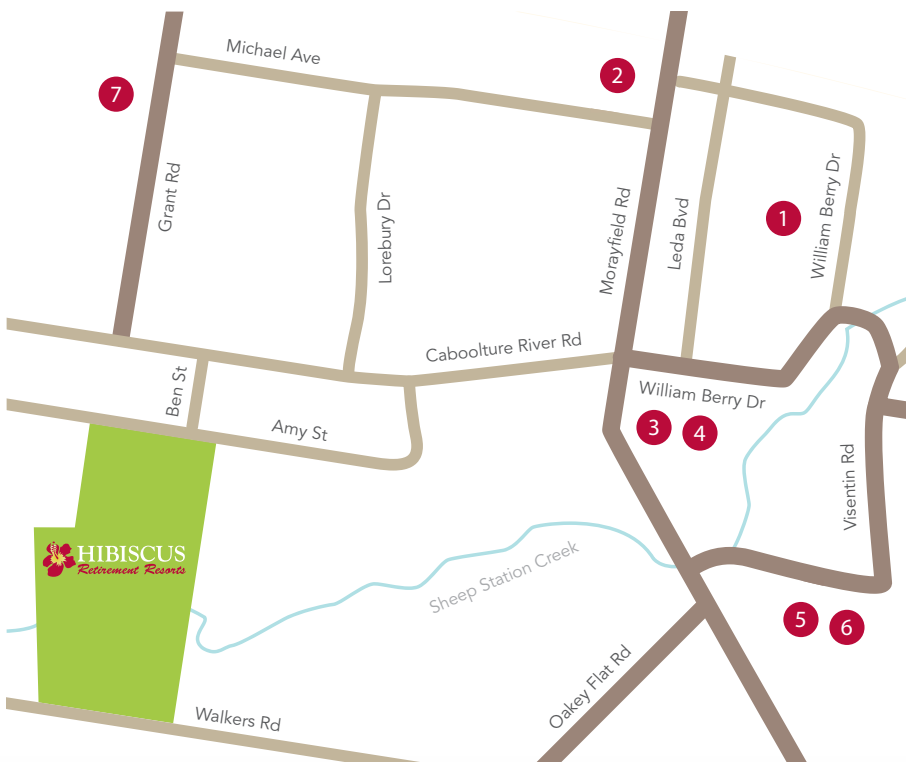 Michael Ave
2
7
Grant Rd
Lorebury Dr
Morayfield Rd
Leda Bvd
1
William Berry Dr
Caboolture River Rd
Ben St
William Berry Dr
Amy St
3
4
Visentin Rd
HIBISCUS
Retirement Resorts
Sheep Station Creek
5
6
Oakey Flat Rd
Walkers Rd